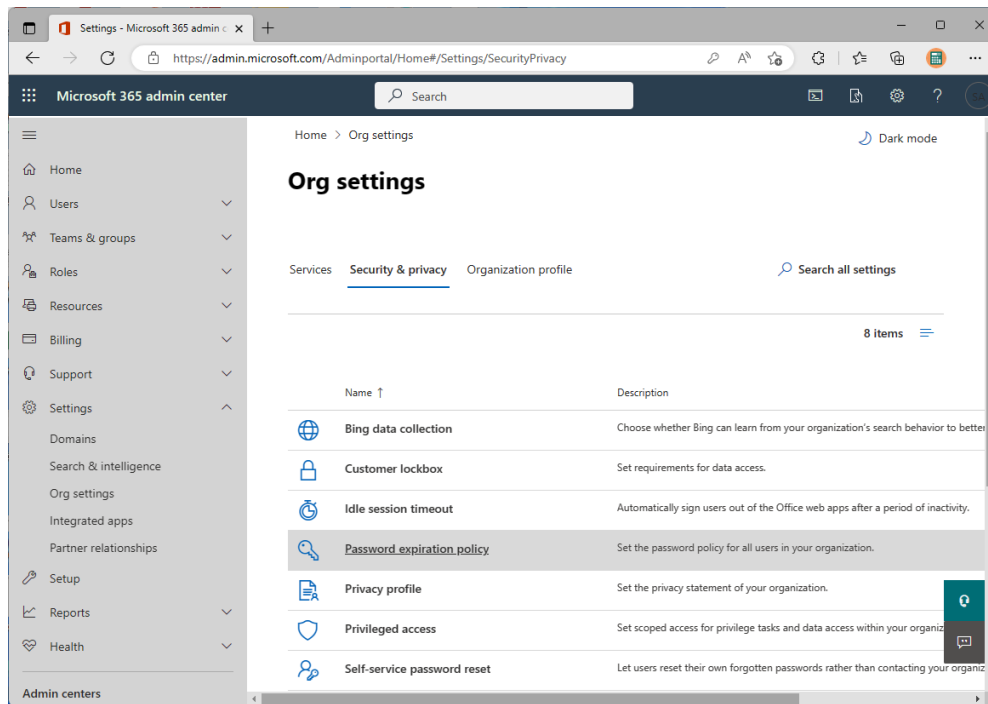 Settings - Microsoft 365 admin c
https://admin.microsoft.com/Adminportal/Home#/Settings/SecurityPrivacy
Microsoft 365 admin center
Search
Home > Org settings
Dark mode
Org settings
Home
Users
Teams & groups
Roles
Resources
Billing
Support
Settings
Domains
Search & intelligence
Org settings
Integrated apps
Partner relationships
Setup
Reports
Health
Admin centers
Services Security & privacy Organization profile
Search all settings
8 items
Name ↑ Description
Bing data collection Choose whether Bing can learn from your organization's search behavior to better
Customer lockbox Set requirements for data access.
Idle session timeout Automatically sign users out of the Office web apps after a period of inactivity.
Password expiration policy Set the password policy for all users in your organization.
Privacy profile Set the privacy statement of your organization.
Privileged access Set scoped access for privilege tasks and data access within your organiz
Self-service password reset Let users reset their own forgotten passwords rather than contacting your organiz